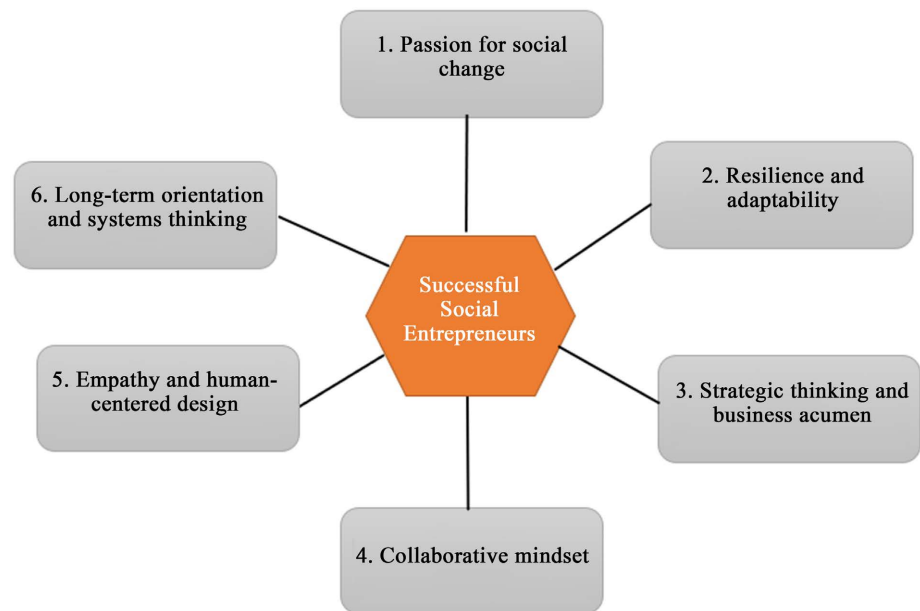 1. Passion for social
change
2. Resilience and
adaptability
6. Long-term orientation
and systems thinking
Successful
Social
Entrepreneurs
5. Empathy and human-
centered design
3. Strategic thinking and
business acumen
4. Collaborative mindset